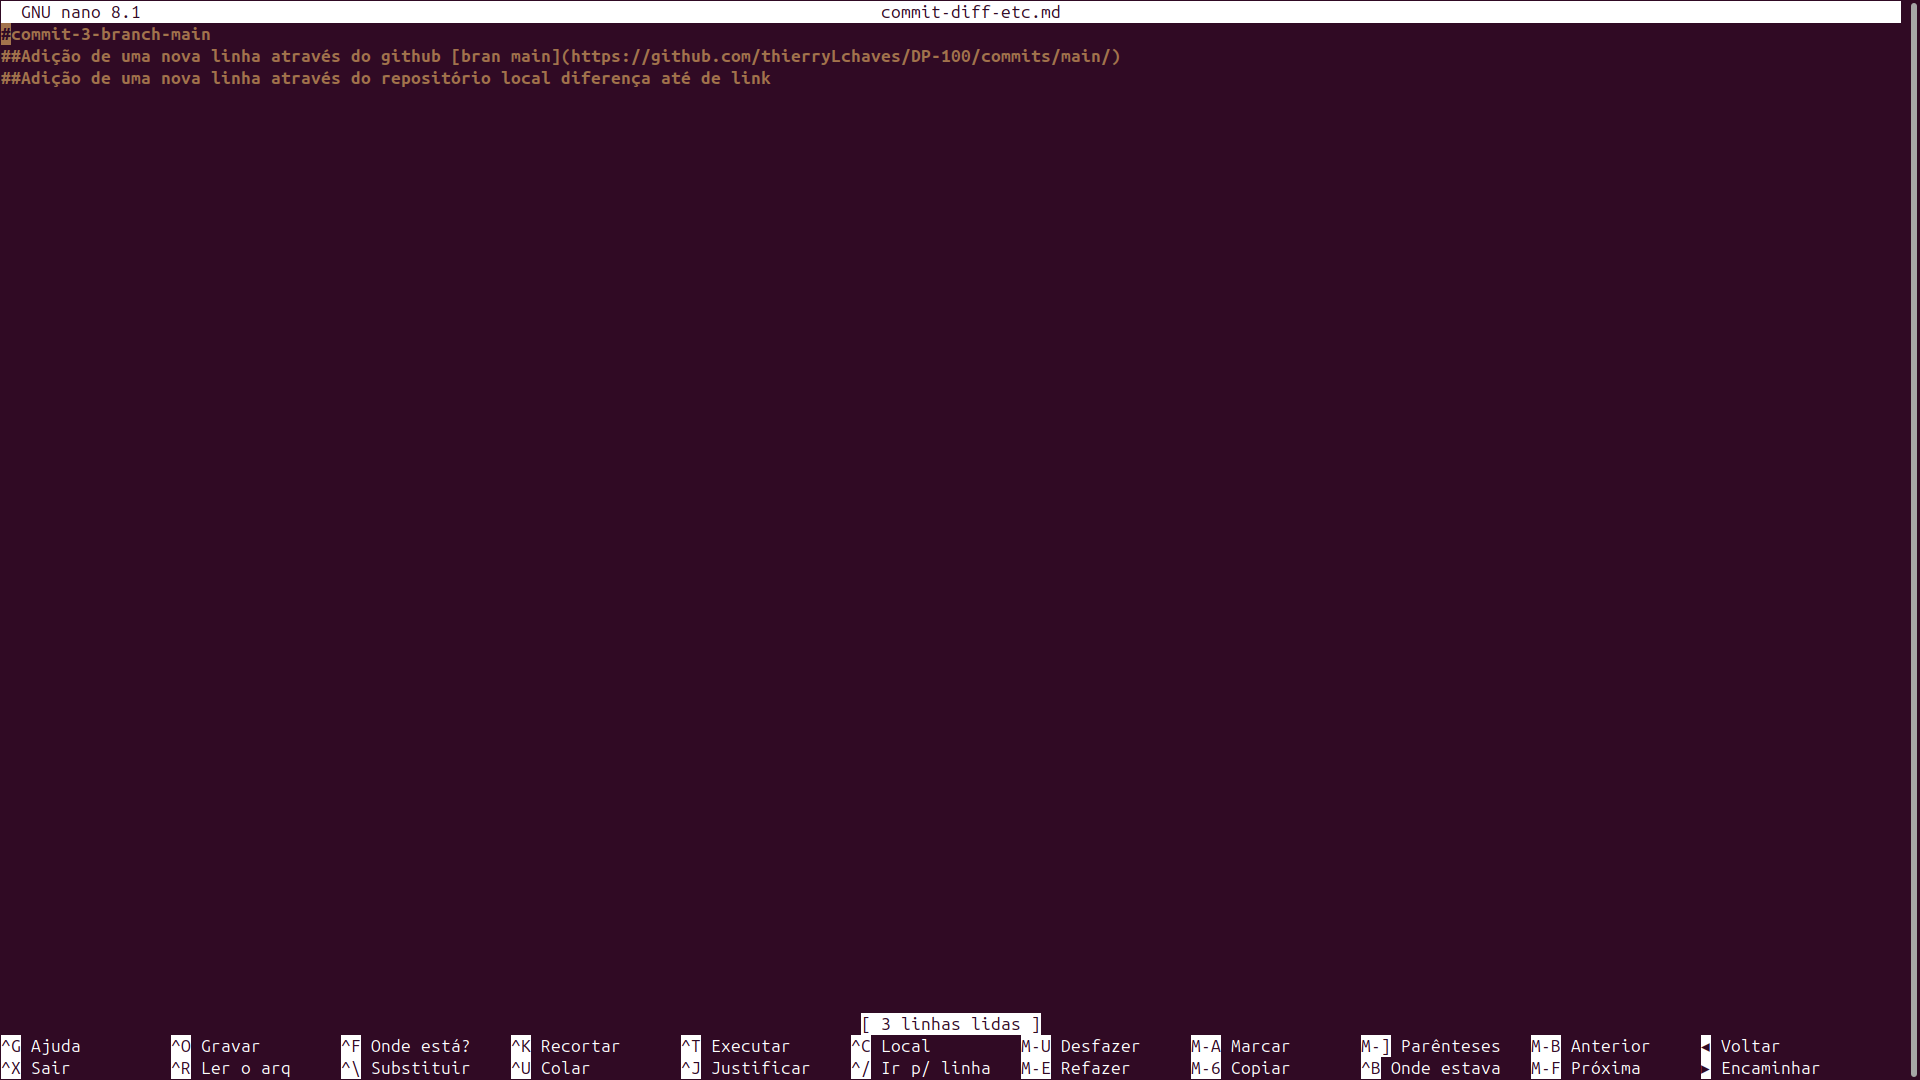 GNU nano 8.1 commit-diff-etc.md
#commit-3-branch-main
##Adição de uma nova linha através do github [bran main](https://github.com/thierryLchaves/DP-100/commits/main/)
##Adição de uma nova linha através do repositório local diferença até de link
[ 3 linhas lidas ]
^G Ajuda ^O Gravar ^F Onde está? ^K Recortar ^T Executar ^C Local M-U Desfazer M-A Marcar M-] Parênteses M-B Anterior ◂ Voltar
^X Sair ^R Ler o arq ^\ Substituir ^U Colar ^J Justificar ^/ Ir p/ linha M-E Refazer M-6 Copiar ^B Onde estava M-F Próxima ▸ Encaminhar